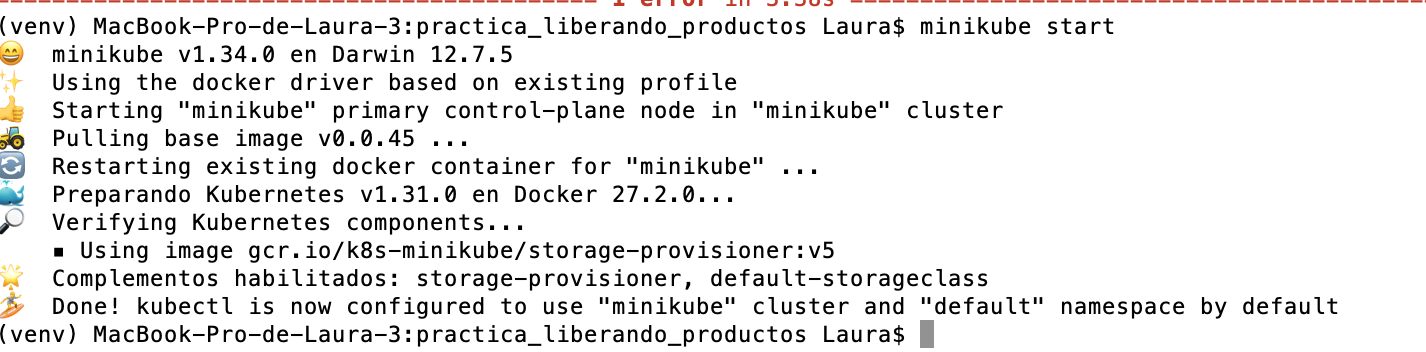 1 error in 5.58s
(venv) MacBook-Pro-de-Laura-3:practica_liberando_productos Laura$ minikube start
😄 minikube v1.34.0 en Darwin 12.7.5
✨ Using the docker driver based on existing profile
👍 Starting "minikube" primary control-plane node in "minikube" cluster
🚜 Pulling base image v0.0.45 ...
🔄 Restarting existing docker container for "minikube" ...
🐳 Preparando Kubernetes v1.31.0 en Docker 27.2.0...
🔎 Verifying Kubernetes components...
▪ Using image gcr.io/k8s-minikube/storage-provisioner:v5
🌟 Complementos habilitados: storage-provisioner, default-storageclass
🏄 Done! kubectl is now configured to use "minikube" cluster and "default" namespace by default
(venv) MacBook-Pro-de-Laura-3:practica_liberando_productos Laura$